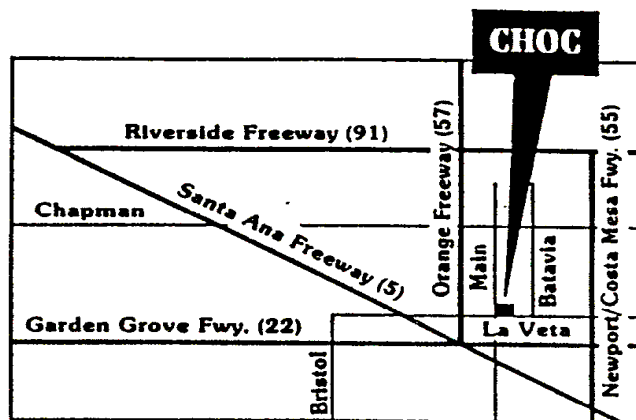 CHOC
Riverside Freeway (91)
Orange Freeway (57)
Newport/Costa Mesa Fwy. (55)
Chapman
Santa Ana Freeway (5)
Main
Batavia
Garden Grove Fwy. (22)
La Veta
Bristol